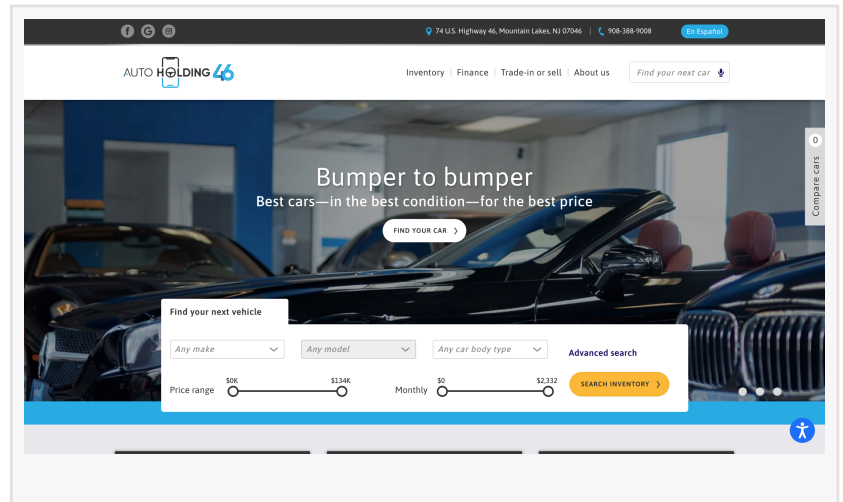 f G
74 U.S. Highway 46, Mountain Lakes, NJ 07046 | 908-388-9008 En Español
AUTO HOLDING 46
Inventory | Finance | Trade-in or sell | About us
Find your next car
0
Compare cars
Bumper to bumper
Best cars—in the best condition—for the best price
FIND YOUR CAR
Find your next vehicle
Any make Any model Any car body type Advanced search
Price range $0K $134K Monthly $0 $2,332 SEARCH INVENTORY